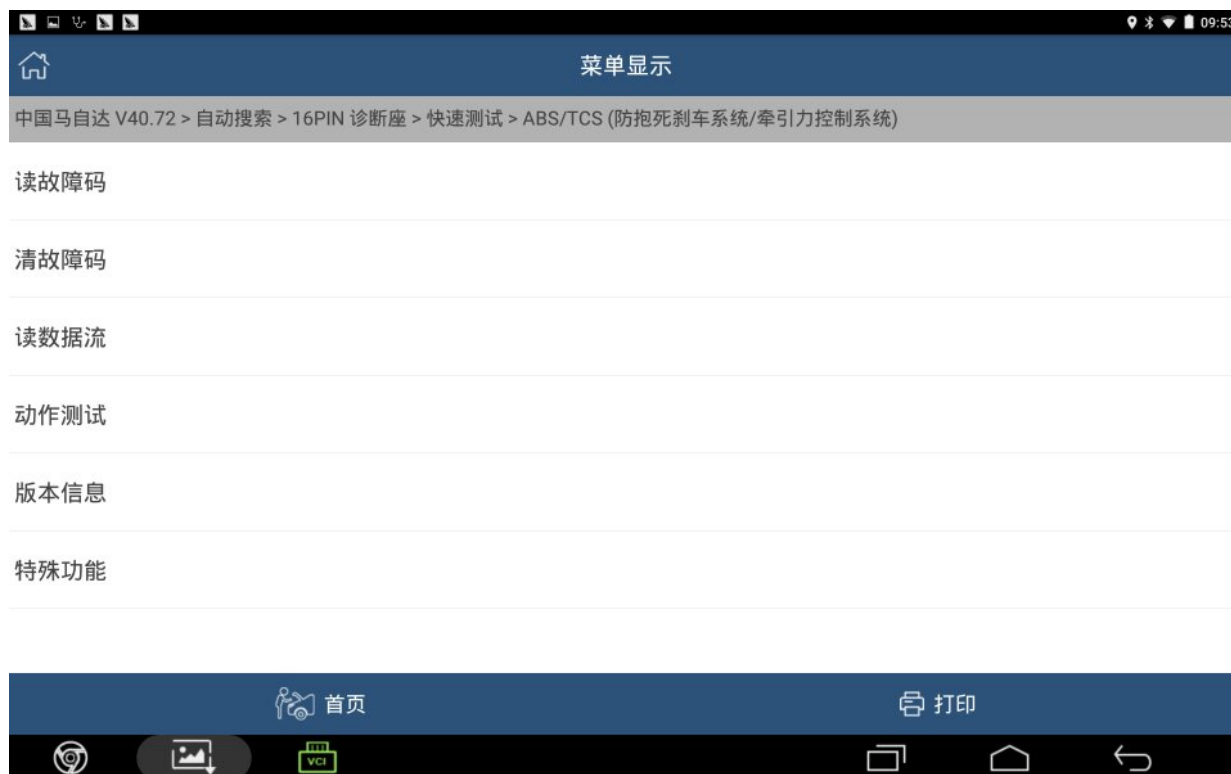 09:53
菜单显示
中国马自达 V40.72 > 自动搜索 > 16PIN 诊断座 > 快速测试 > ABS/TCS (防抱死刹车系统/牵引力控制系统)
读故障码
清故障码
读数据流
动作测试
版本信息
特殊功能
首页 打印
VCI